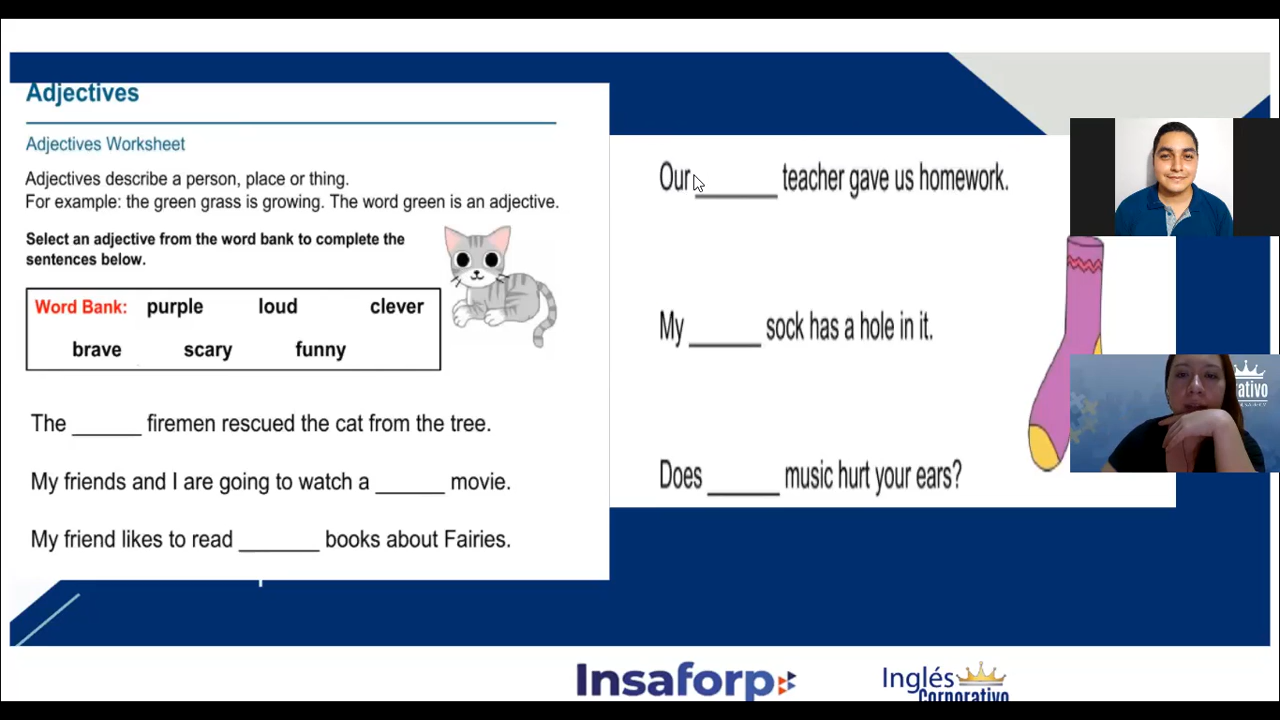 Adjectives
Adjectives Worksheet
Adjectives describe a person, place or thing.
For example: the green grass is growing. The word green is an adjective.
Select an adjective from the word bank to complete the
sentences below.
Word Bank: purple loud clever
brave scary funny
The ______ firemen rescued the cat from the tree.
My friends and I are going to watch a ______ movie.
My friend likes to read _______ books about Fairies.
Our _______ teacher gave us homework.
My ______ sock has a hole in it.
Does ______ music hurt your ears?
Insaforp
Inglés
Corporativo